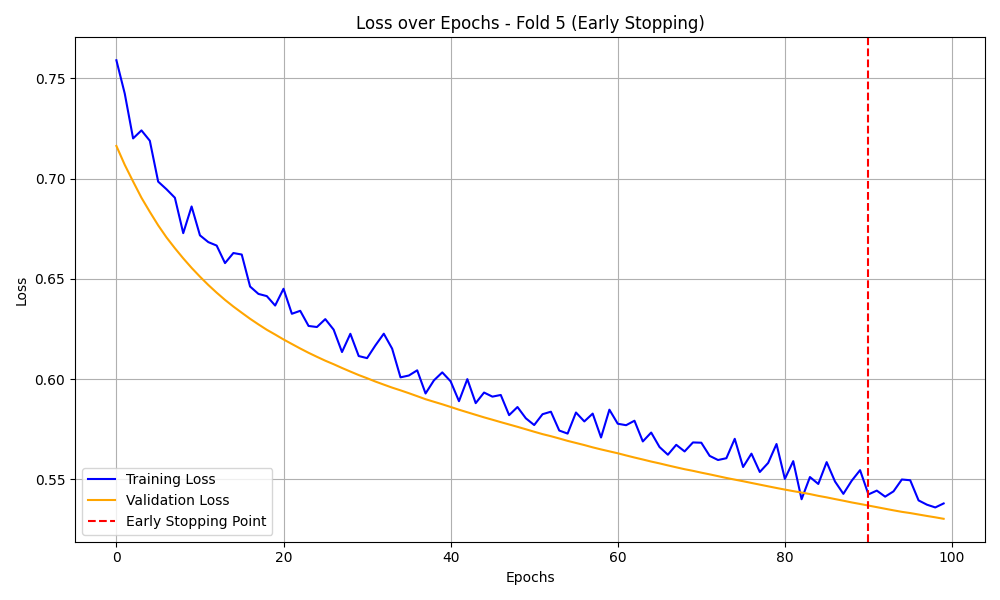 Loss over Epochs - Fold 5 (Early Stopping)
0.75
0.70
0.65
0.60
0.55
Loss
Training Loss
Validation Loss
Early Stopping Point
0 20 40 60 80 100
Epochs